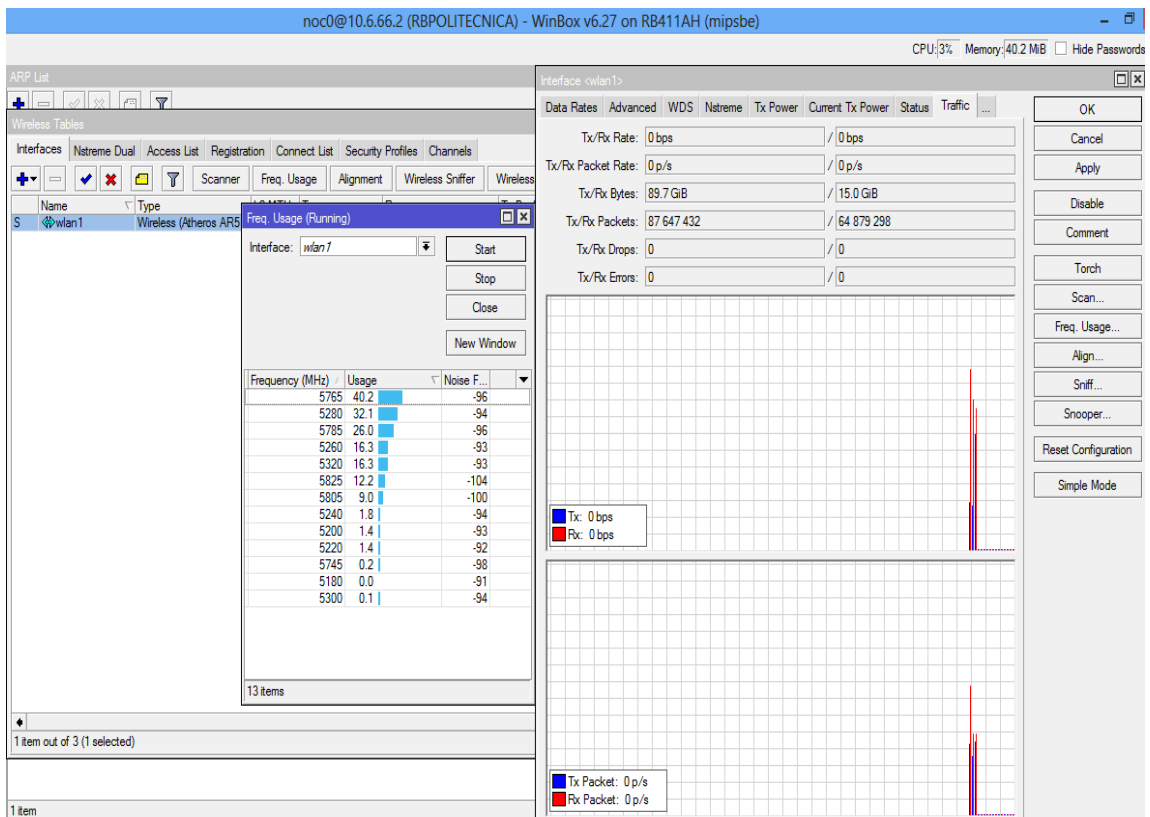 noc0@10.6.66.2 (RBPOLITECNICA) - WinBox v6.27 on RB411AH (mipsbe)
CPU: 3% Memory: 40.2 MiB Hide Passwords
ARP List
Wireless Tables
Interfaces Nstreme Dual Access List Registration Connect List Security Profiles Channels
Scanner Freq. Usage Alignment Wireless Sniffer Wireless
Name Type
S wlan1 Wireless (Atheros AR5
Freq. Usage (Running)
Interface: wlan1
Start
Stop
Close
New Window
Frequency (MHz) Usage Noise F...
5765 40.2 -96
5280 32.1 -94
5785 26.0 -96
5260 16.3 -93
5320 16.3 -93
5825 12.2 -104
5805 9.0 -100
5240 1.8 -94
5200 1.4 -93
5220 1.4 -92
5745 0.2 -98
5180 0.0 -91
5300 0.1 -94
13 items
1 item out of 3 (1 selected)
1 item
Interface <wlan1>
Data Rates Advanced WDS Nstreme Tx Power Current Tx Power Status Traffic ...
Tx/Rx Rate: 0 bps / 0 bps
Tx/Rx Packet Rate: 0 p/s / 0 p/s
Tx/Rx Bytes: 89.7 GiB / 15.0 GiB
Tx/Rx Packets: 87 647 432 / 64 879 298
Tx/Rx Drops: 0 / 0
Tx/Rx Errors: 0 / 0
Tx: 0 bps
Rx: 0 bps
Tx Packet: 0 p/s
Rx Packet: 0 p/s
OK
Cancel
Apply
Disable
Comment
Torch
Scan...
Freq. Usage...
Align...
Sniff...
Snooper...
Reset Configuration
Simple Mode